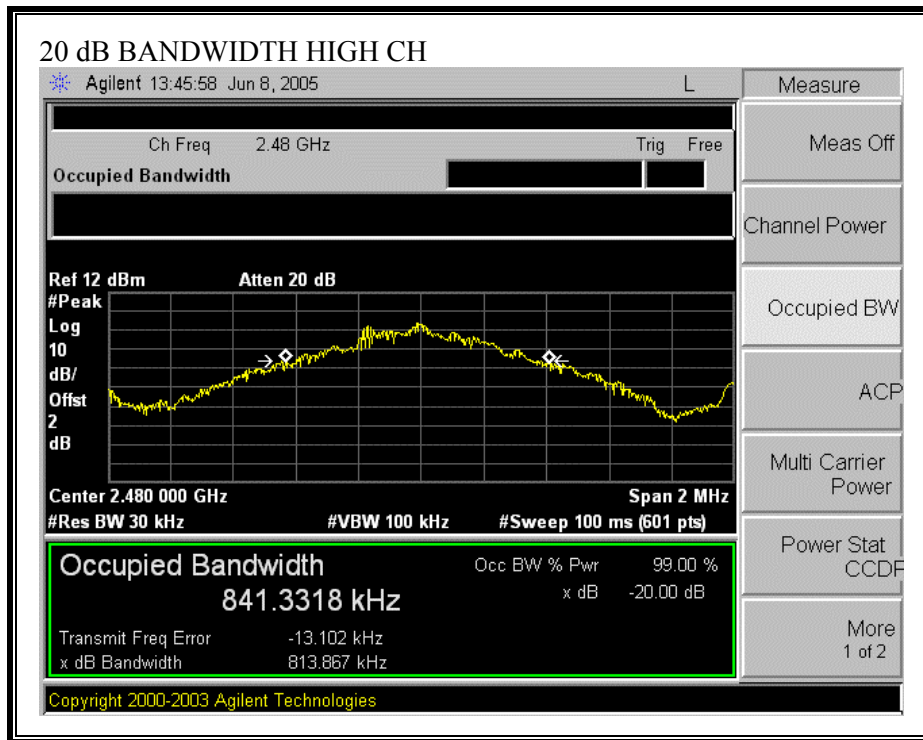 20 dB BANDWIDTH HIGH CH
Agilent 13:45:58 Jun 8, 2005 L
Measure
Ch Freq 2.48 GHz Trig Free
Occupied Bandwidth
Meas Off
Channel Power
Occupied BW
ACP
Multi Carrier
Power
Power Stat
CCDF
More
1 of 2
Ref 12 dBm Atten 20 dB
#Peak
Log
10
dB/
Offst
2
dB
Center 2.480 000 GHz Span 2 MHz
#Res BW 30 kHz #VBW 100 kHz #Sweep 100 ms (601 pts)
Occupied Bandwidth
841.3318 kHz
Occ BW % Pwr 99.00 %
x dB -20.00 dB
Transmit Freq Error -13.102 kHz
x dB Bandwidth 813.867 kHz
Copyright 2000-2003 Agilent Technologies